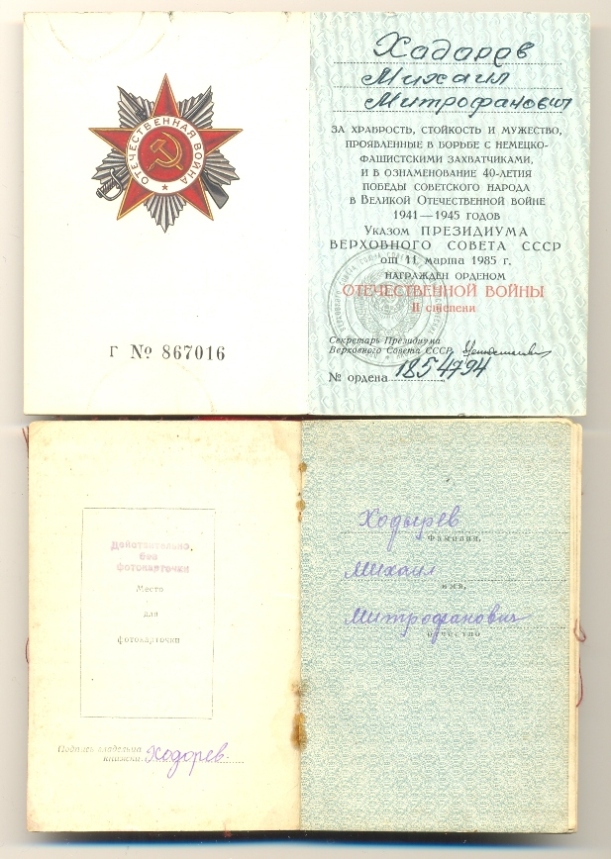 ОТЕЧЕСТВЕННАЯ ВОЙНА
Г № 867016
Ходорев
Михаил
Митрофанович
ЗА ХРАБРОСТЬ, СТОЙКОСТЬ И МУЖЕСТВО,
ПРОЯВЛЕННЫЕ В БОРЬБЕ С НЕМЕЦКО-
ФАШИСТСКИМИ ЗАХВАТЧИКАМИ,
И В ОЗНАМЕНОВАНИЕ 40-ЛЕТИЯ
ПОБЕДЫ СОВЕТСКОГО НАРОДА
В ВЕЛИКОЙ ОТЕЧЕСТВЕННОЙ ВОЙНЕ
1941—1945 ГОДОВ
УКАЗОМ ПРЕЗИДИУМА
ВЕРХОВНОГО СОВЕТА СССР
от 11 марта 1985 г.
НАГРАЖДЕН ОРДЕНОМ
ОТЕЧЕСТВЕННОЙ ВОЙНЫ
II степени
Секретарь Президиума
Верховного Совета СССР
№ ордена 1854794
Действительно
без
фотокарточки
Место
для
фотокарточки
Подпись владельца
книжки Ходорев.
Ходырев
Фамилия,
Михаил
имя,
Митрофанович
отчество